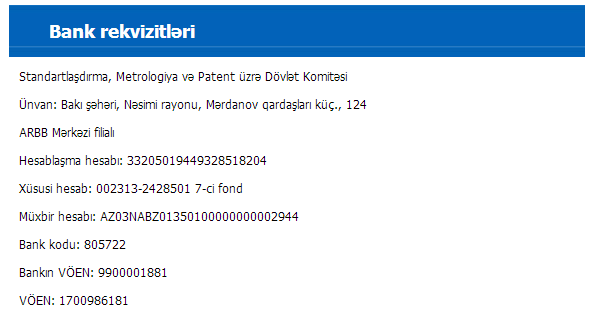 Bank rekvizitləri
Standartlaşdırma, Metrologiya və Patent üzrə Dövlət Komitəsi
Ünvan: Bakı şəhəri, Nəsimi rayonu, Mərdanov qardaşları küç., 124
ARBB Mərkəzi filialı
Hesablaşma hesabı: 33205019449328518204
Xüsusi hesab: 002313-2428501 7-ci fond
Müxbir hesabı: AZ03NABZ01350100000000002944
Bank kodu: 805722
Bankın VÖEN: 9900001881
VÖEN: 1700986181